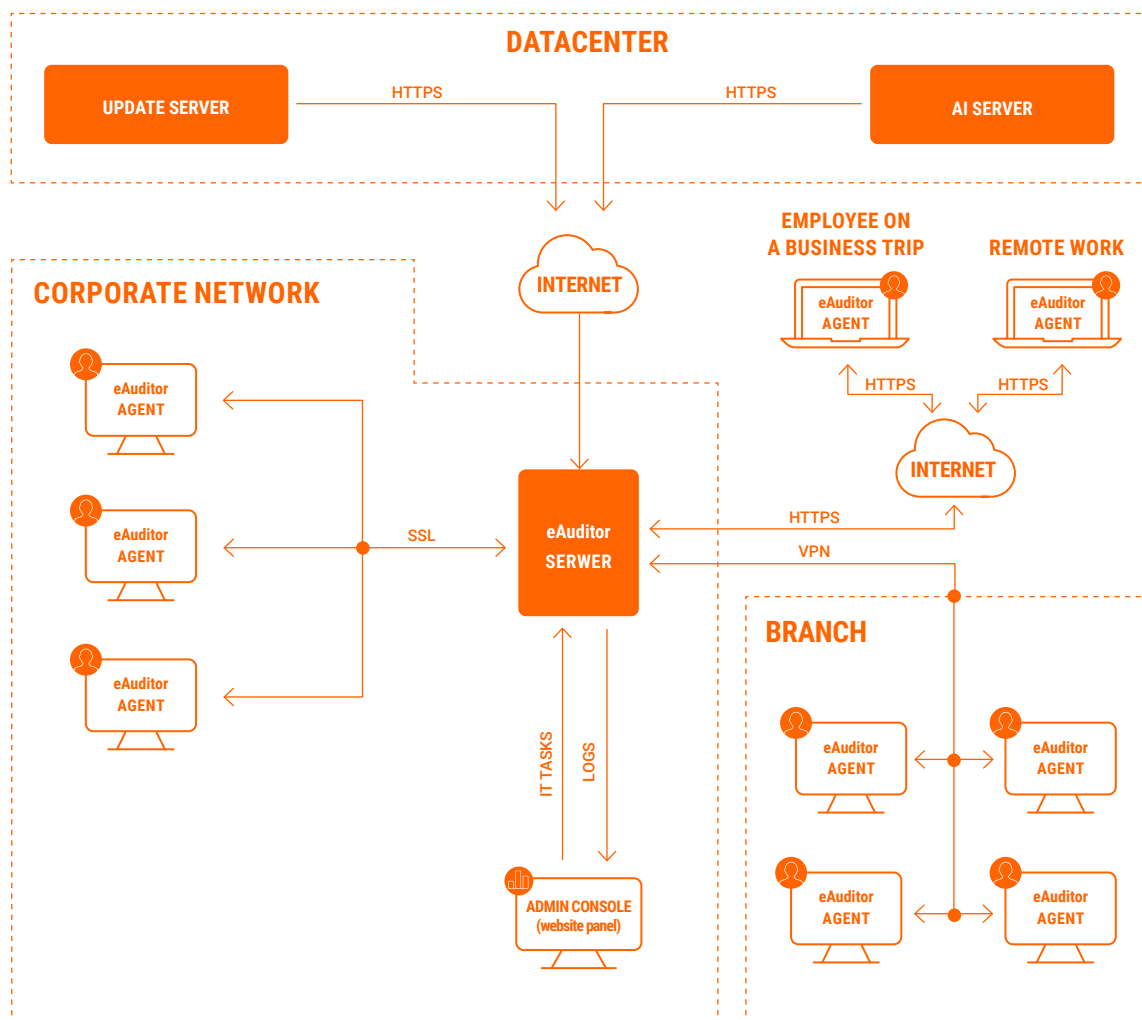 DATACENTER
UPDATE SERVER
HTTPS
HTTPS
AI SERVER
INTERNET
EMPLOYEE ON
A BUSINESS TRIP
REMOTE WORK
eAuditor
AGENT
eAuditor
AGENT
HTTPS
HTTPS
INTERNET
CORPORATE NETWORK
eAuditor
AGENT
eAuditor
AGENT
eAuditor
AGENT
SSL
eAuditor
SERWER
HTTPS
VPN
IT TASKS
LOGS
ADMIN CONSOLE
(website panel)
BRANCH
eAuditor
AGENT
eAuditor
AGENT
eAuditor
AGENT
eAuditor
AGENT